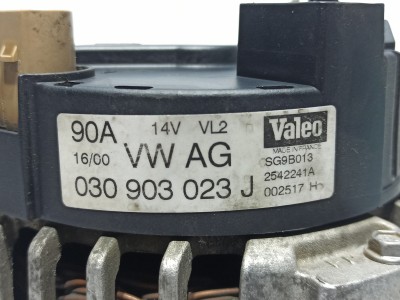 90A 14V VL2 Valeo
MADE IN FRANCE
16/00 VW AG SG9B013
2542241A
030 903 023 J 002517 H